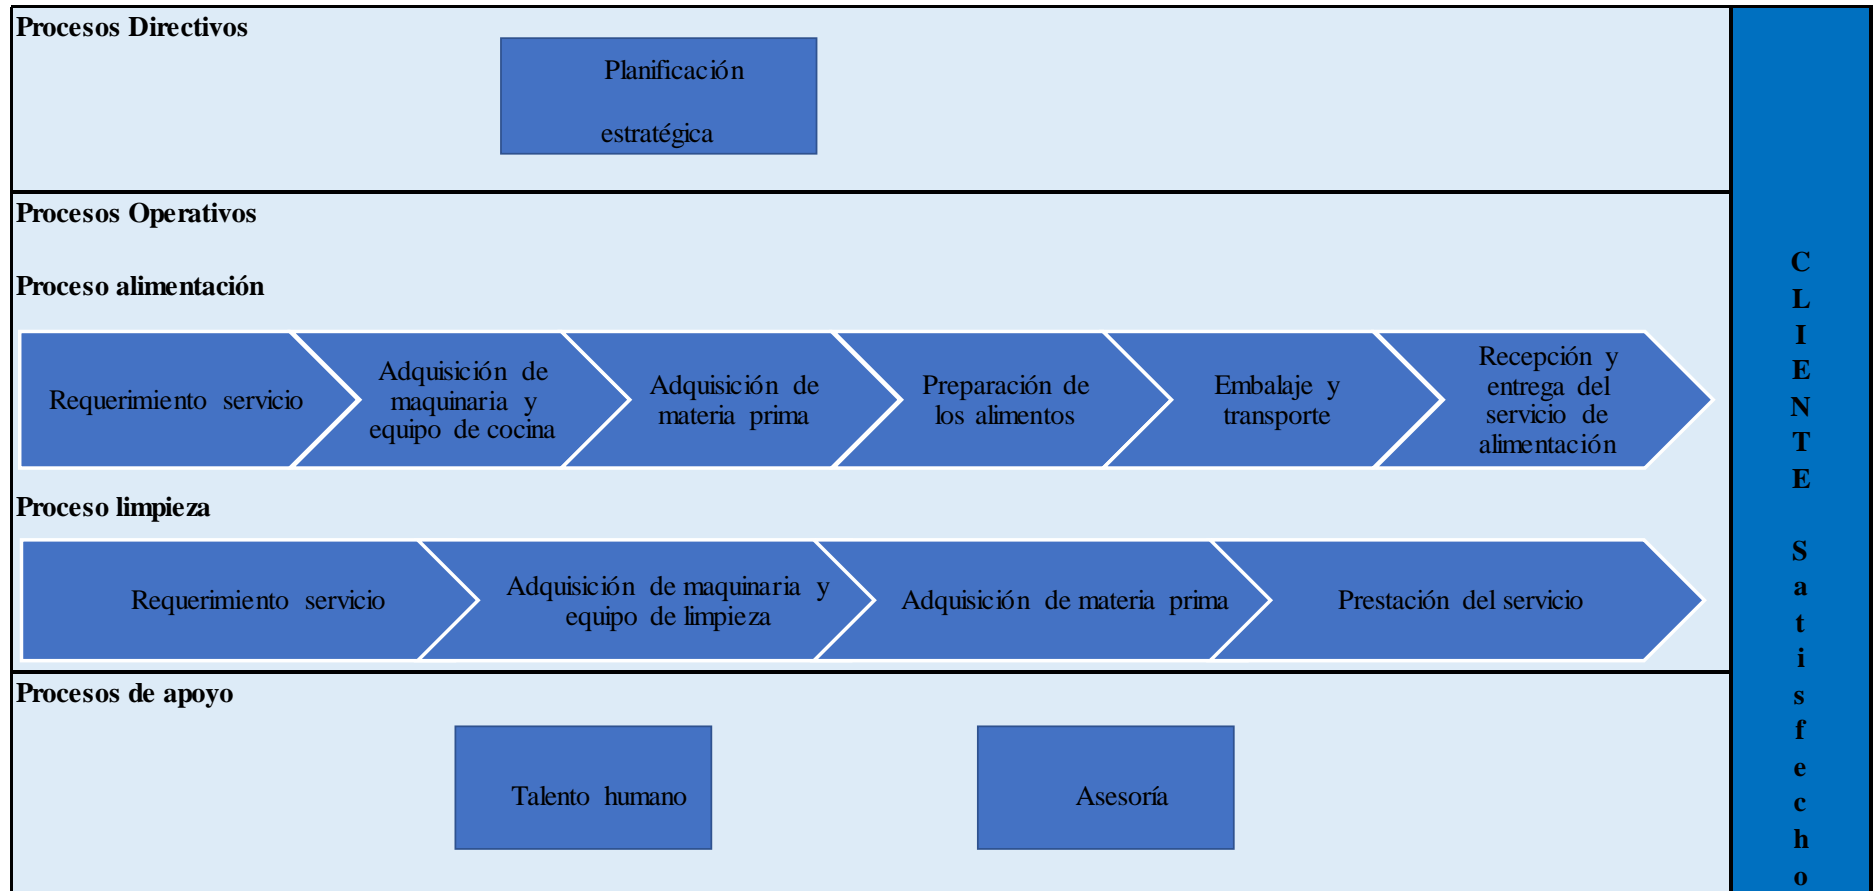 Procesos Directivos
Planificación
estratégica
Procesos Operativos
Proceso alimentación
Requerimiento servicio
Adquisición de
maquinaria y
equipo de cocina
Adquisición de
materia prima
Preparación de
los alimentos
Embalaje y
transporte
Recepción y
entrega del
servicio de
alimentación
Proceso limpieza
Requerimiento servicio
Adquisición de maquinaria y
equipo de limpieza
Adquisición de materia prima
Prestación del servicio
Procesos de apoyo
Talento humano
Asesoría
C
L
I
E
N
T
E
S
a
t
i
s
f
e
c
h
o